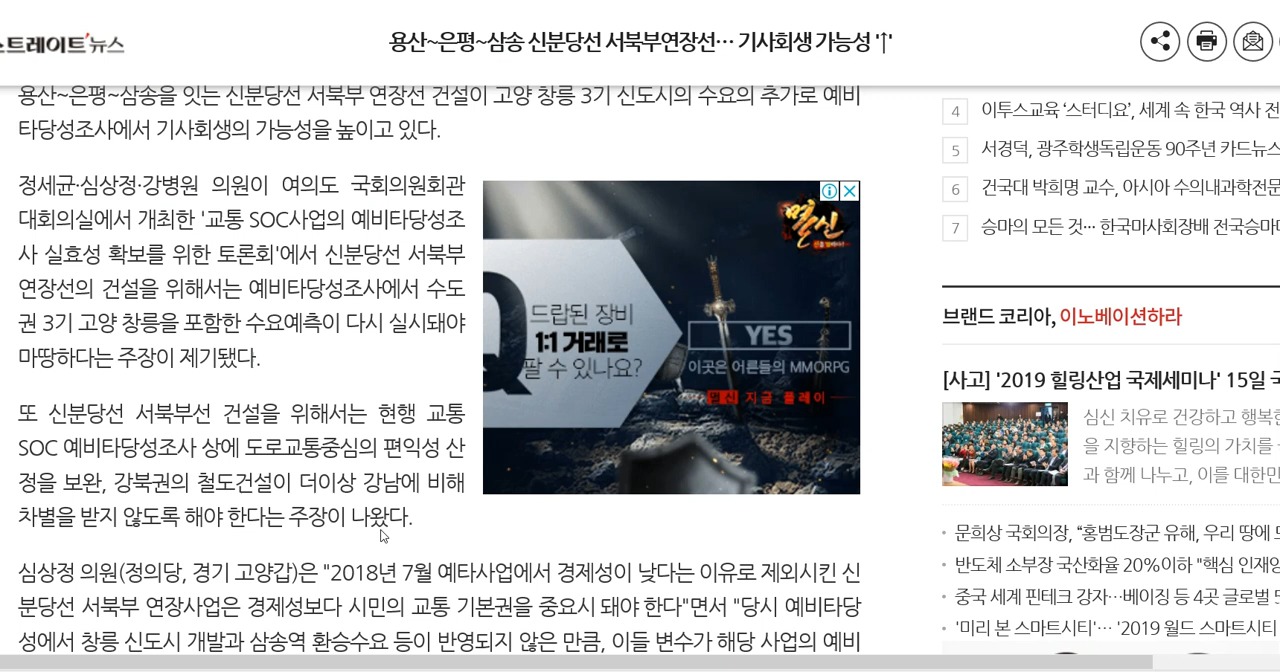 스트레이트뉴스
용산~은평~삼송 신분당선 서북부연장선… 기사회생 가능성 '↑'
용산~은평~삼송을 잇는 신분당선 서북부 연장선 건설이 고양 창릉 3기 신도시의 수요의 추가로 예비
타당성조사에서 기사회생의 가능성을 높이고 있다.
정세균·심상정·강병원 의원이 여의도 국회의원회관
대회의실에서 개최한 '교통 SOC사업의 예비타당성조
사 실효성 확보를 위한 토론회'에서 신분당선 서북부
연장선의 건설을 위해서는 예비타당성조사에서 수도
권 3기 고양 창릉을 포함한 수요예측이 다시 실시돼야
마땅하다는 주장이 제기됐다.
또 신분당선 서북부선 건설을 위해서는 현행 교통
SOC 예비타당성조사 상에 도로교통중심의 편익성 산
정을 보완, 강북권의 철도건설이 더이상 강남에 비해
차별을 받지 않도록 해야 한다는 주장이 나왔다.
심상정 의원(정의당, 경기 고양갑)은 "2018년 7월 예타사업에서 경제성이 낮다는 이유로 제외시킨 신
분당선 서북부 연장사업은 경제성보다 시민의 교통 기본권을 중요시 돼야 한다"면서 "당시 예비타당
성에서 창릉 신도시 개발과 삼송역 환승수요 등이 반영되지 않은 만큼, 이들 변수가 해당 사업의 예비
멸신
Q
드랍된 장비
1:1 거래로
팔 수 있나요?
YES
이곳은 어른들의 MMORPG
멸신 지금 플레이
4 이투스교육 '스터디요', 세계 속 한국 역사 전
5 서경덕, 광주학생독립운동 90주년 카드뉴스
6 건국대 박희명 교수, 아시아 수의내과학전문
7 승마의 모든 것… 한국마사회장배 전국승마
브랜드 코리아, 이노베이션하라
[사고] '2019 힐링산업 국제세미나' 15일 국
심신 치유로 건강하고 행복한
을 지향하는 힐링의 가치를
과 함께 나누고, 이를 대한민
문희상 국회의장, "홍범도장군 유해, 우리 땅에
반도체 소부장 국산화율 20%이하 "핵심 인재양
중국 세계 핀테크 강자…베이징 등 4곳 글로벌
'미리 본 스마트시티'… '2019 월드 스마트시티